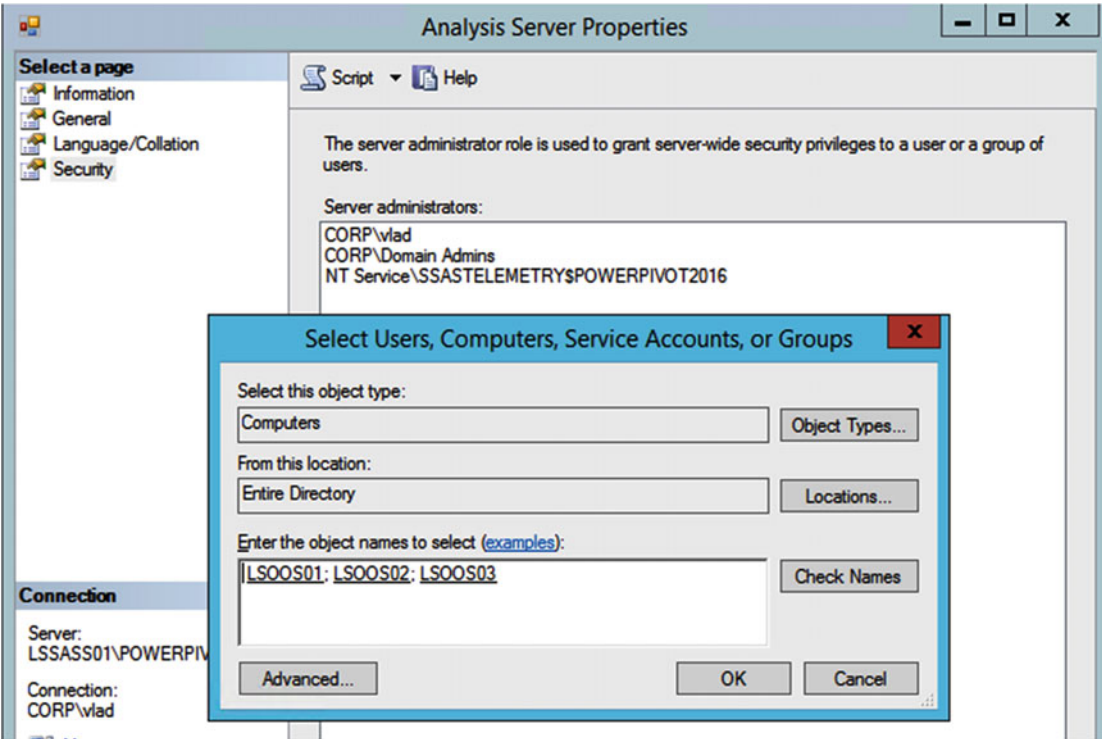 Analysis Server Properties
Select a page
Information
General
Language/Collation
Security
Script
Help
The server administrator role is used to grant server-wide security privileges to a user or a group of
users.
Server administrators:
CORP\vlad
CORP\Domain Admins
NT Service\SSASTELEMETRY$POWERPIVOT2016
Select Users, Computers, Service Accounts, or Groups
Select this object type:
Computers
Object Types...
From this location:
Entire Directory
Locations...
Enter the object names to select (examples):
LSOOS01; LSOOS02; LSOOS03
Check Names
Advanced...
OK
Cancel
Connection
Server:
LSSASS01\POWERPIV
Connection:
CORP\vlad